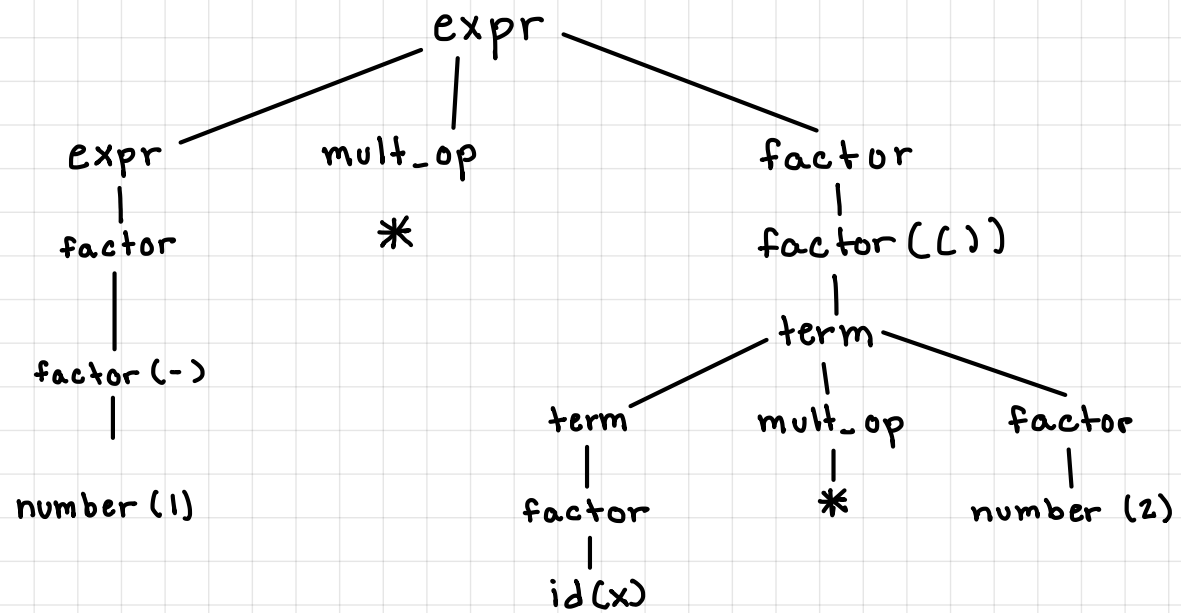 expr
expr mult_op factor
factor * factor(())
term
factor(-) term mult_op factor
number(1) factor * number (2)
id(x)